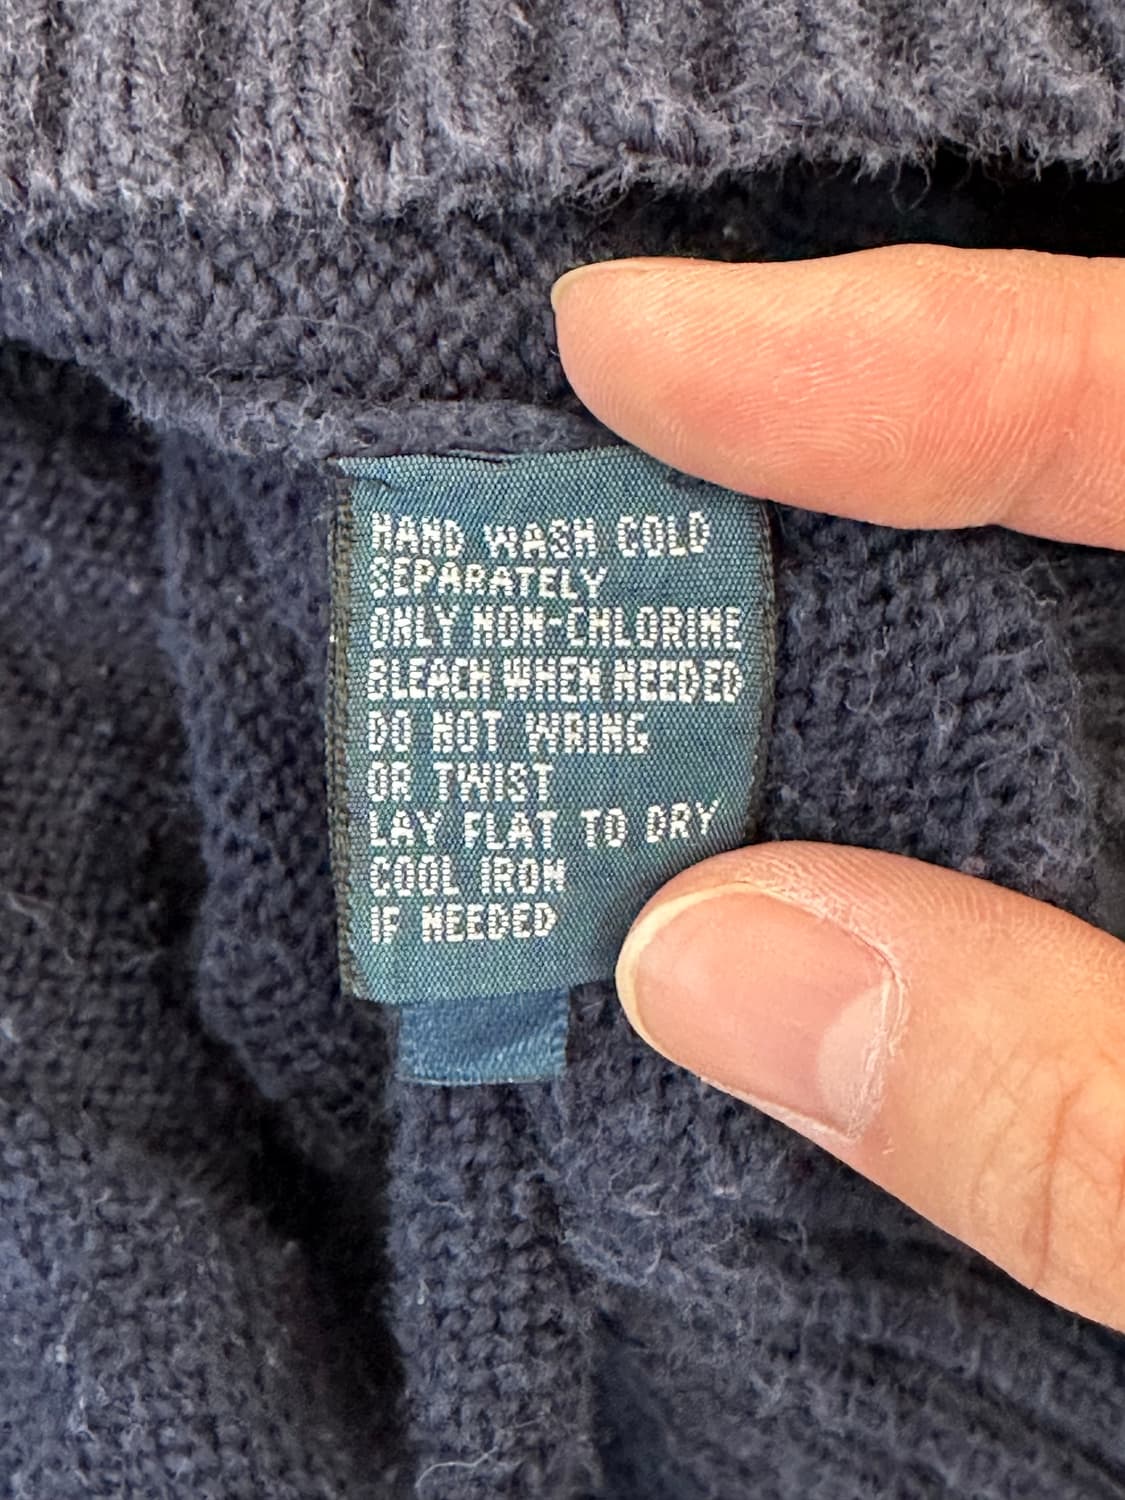 HAND WASH COLD
SEPARATELY
ONLY NON-CHLORINE
BLEACH WHEN NEEDED
DO NOT WRING
OR TWIST
LAY FLAT TO DRY
COOL IRON
IF NEEDED